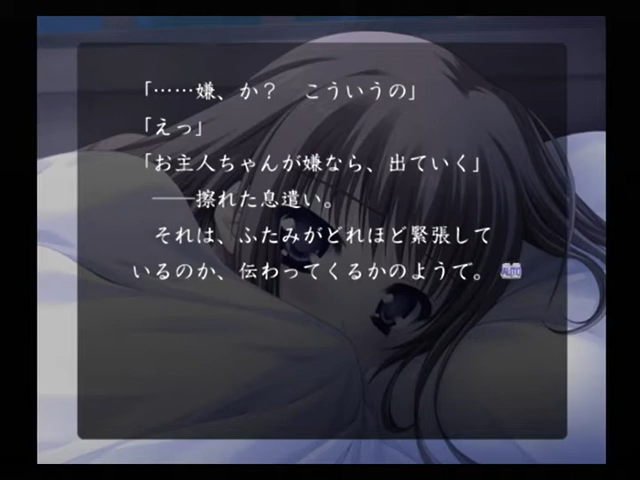 「……嫌、か？　こういうの」
「えっ」
「お主人ちゃんが嫌なら、出ていく」
　――擦れた息遣い。
　それは、ふたみがどれほど緊張して
いるのか、伝わってくるかのようで。
AUTO